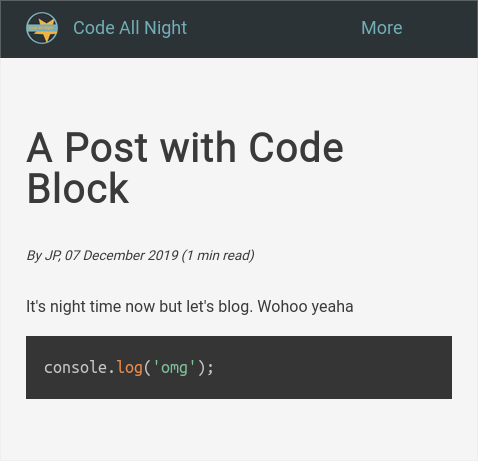 Code All Night
More
A Post with Code
Block
By JP, 07 December 2019 (1 min read)
It's night time now but let's blog. Wohoo yeaha
console.log('omg');